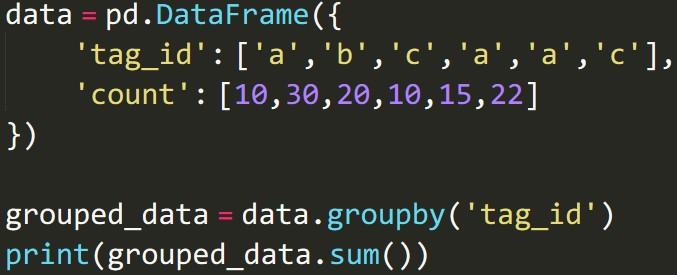 data = pd.DataFrame({
    'tag_id': ['a','b','c','a','a','c'],
    'count': [10,30,20,10,15,22]
})

grouped_data = data.groupby('tag_id')
print(grouped_data.sum())